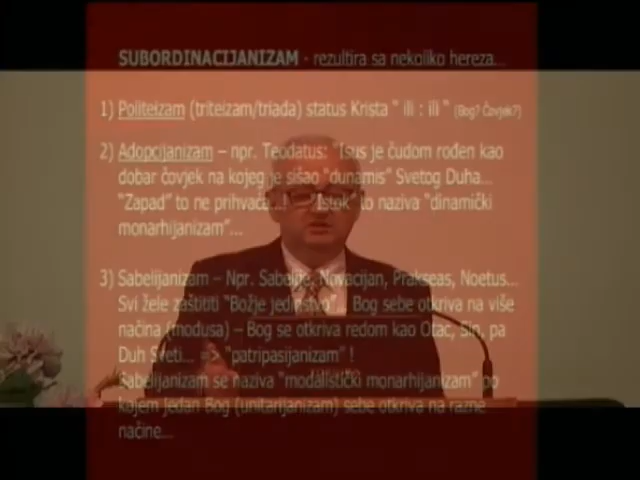 SUBORDINACIJANIZAM - rezultira sa nekoliko hereza...
1) Politeizam (triteizam/triada) status Krista " ili : ili " (Bog? Čovjek?)
2) Adopcijanizam – npr. Teodatus: "Isus je čudom rođen kao
dobar čovjek na kojeg je sišao "dunamis" Svetog Duha...
"Zapad" to ne prihvaća...! "Istok" to naziva "dinamički
monarhijanizam"...
3) Sabelijanizam – Npr. Sabelije, Novacijan, Prakseas, Noetus...
Svi žele zaštititi "Božje jedinstvo". Bog sebe otkriva na više
načina (modusa) – Bog se otkriva redom kao Otac, Sin, pa
Duh Sveti... "patripasijanizam" !
Sabelijanizam se naziva "modalistički monarhijanizam" po
kojem jedan Bog (unitarijanizam) sebe otkriva na razne
načine...